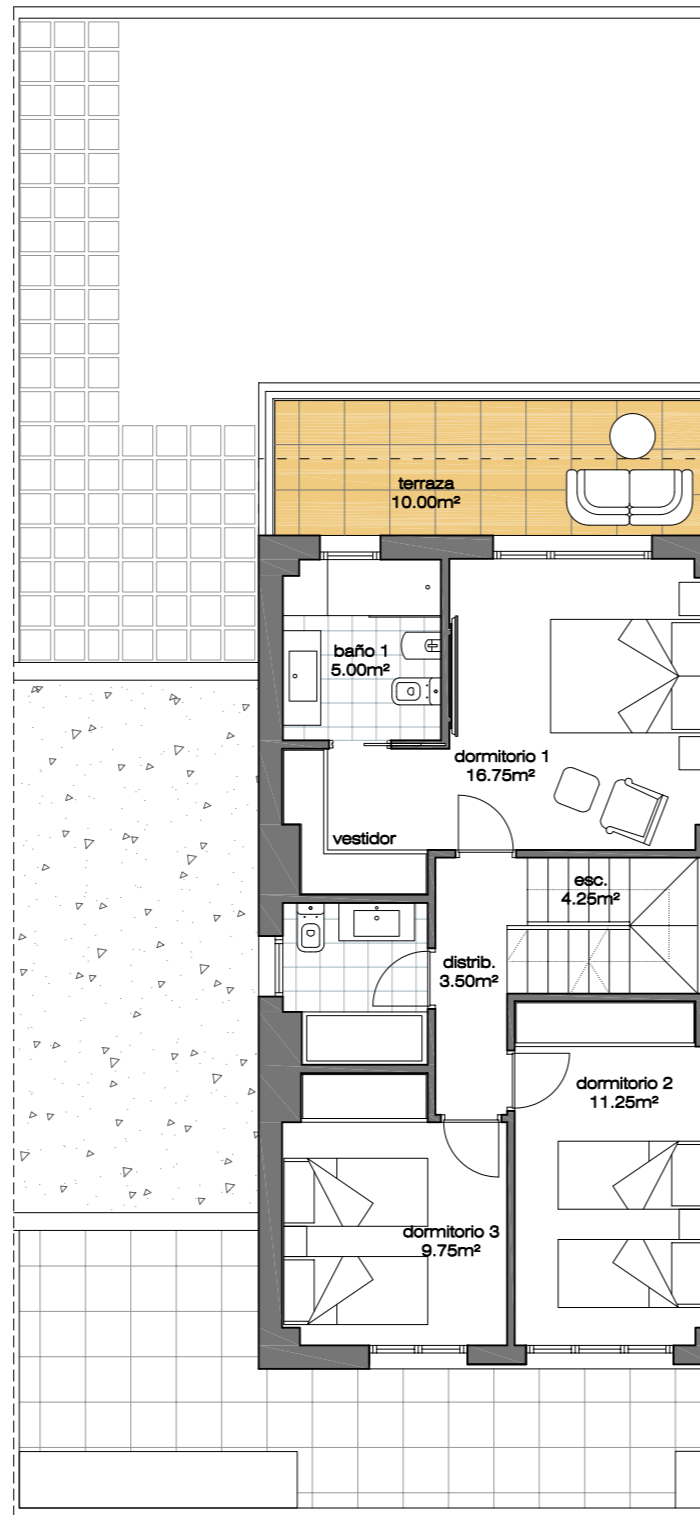 terraza
10.00m²
baño 1
5.00m²
dormitorio 1
16.75m²
vestidor
esc.
4.25m²
distrib.
3.50m²
dormitorio 2
11.25m²
dormitorio 3
9.75m²